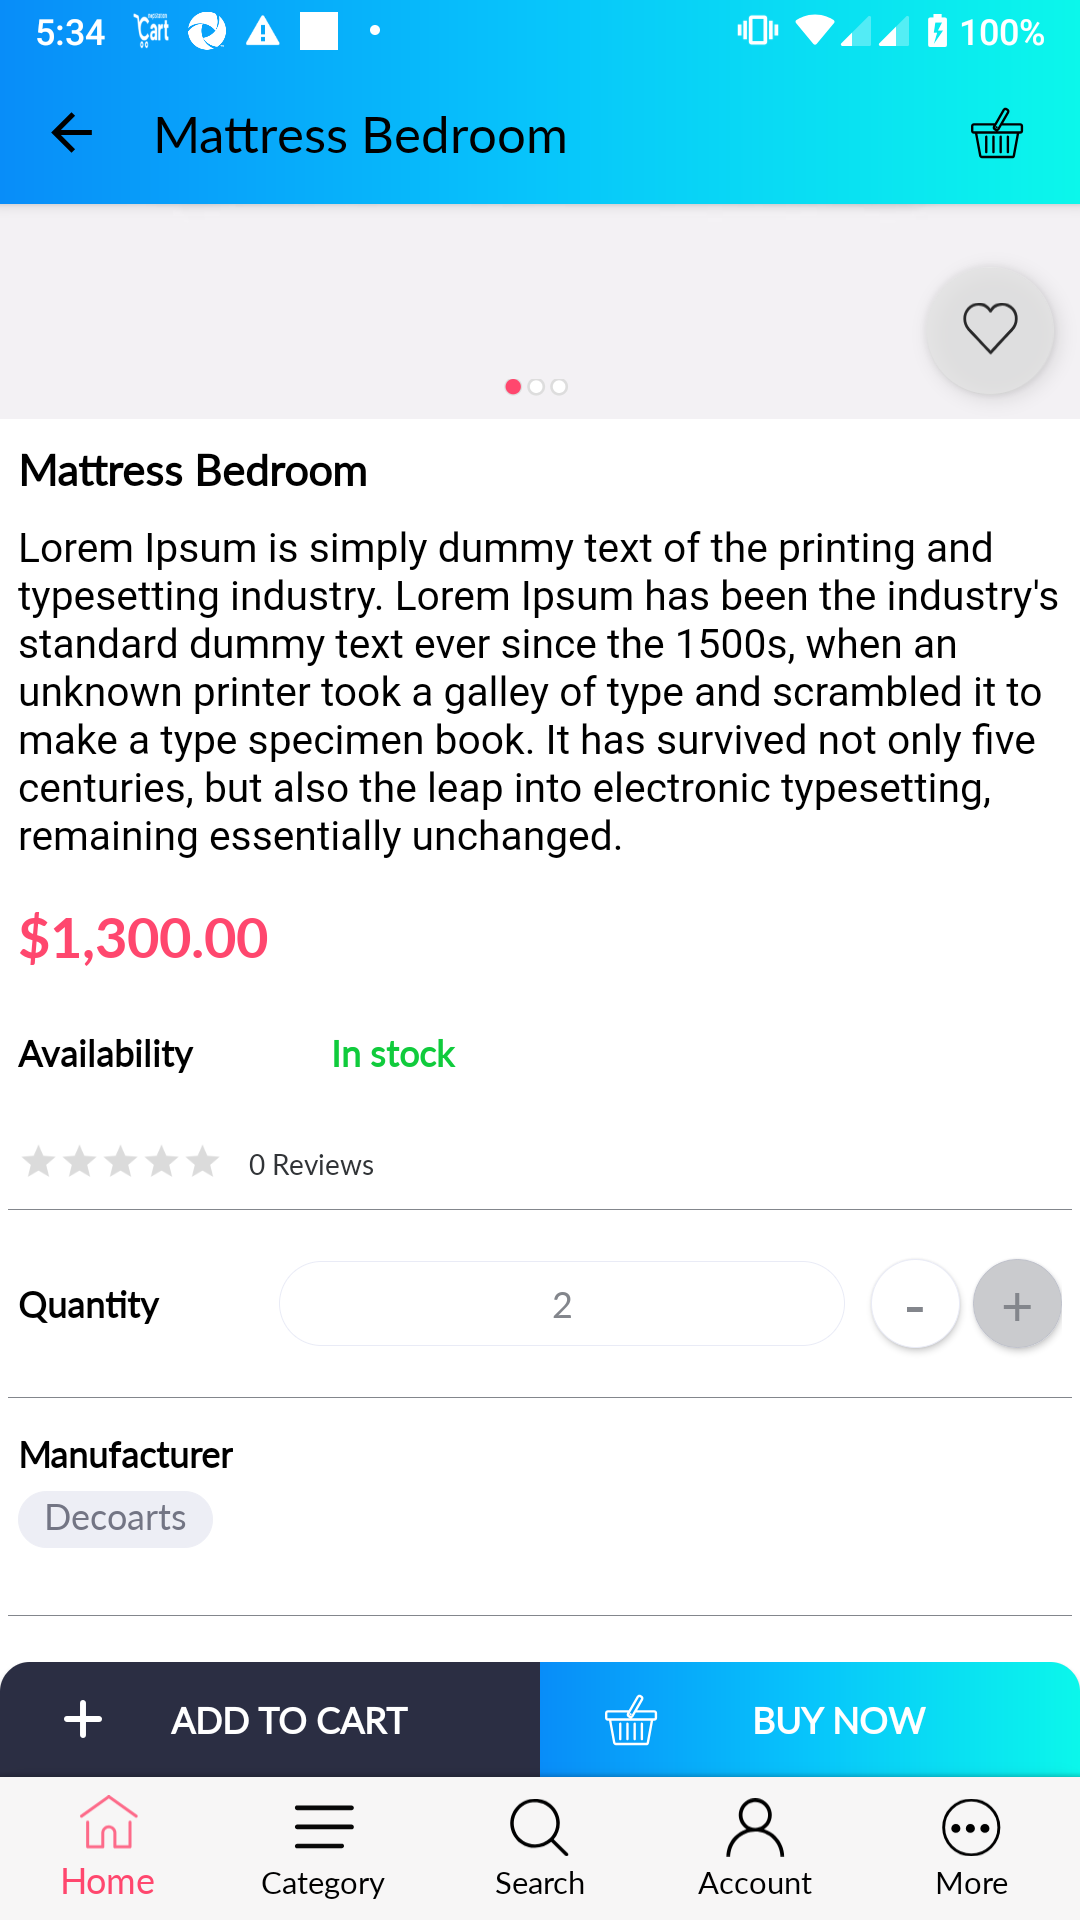 5:34
Cart
100%
Mattress Bedroom
Mattress Bedroom
Lorem Ipsum is simply dummy text of the printing and
typesetting industry. Lorem Ipsum has been the industry's
standard dummy text ever since the 1500s, when an
unknown printer took a galley of type and scrambled it to
make a type specimen book. It has survived not only five
centuries, but also the leap into electronic typesetting,
remaining essentially unchanged.
$1,300.00
Availability In stock
0 Reviews
Quantity 2 - +
Manufacturer
Decoarts
ADD TO CART BUY NOW
Home Category Search Account More